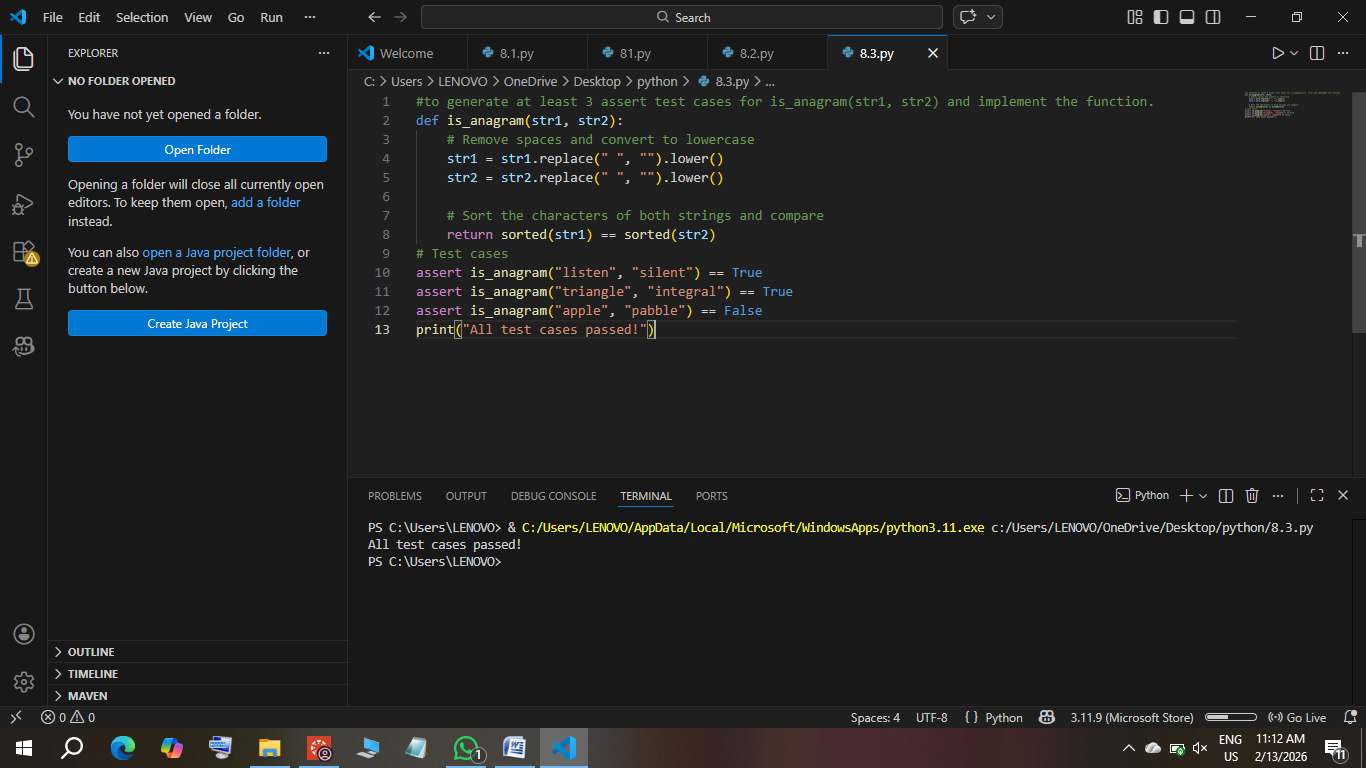 File Edit Selection View Go Run ···
Search
EXPLORER ···
NO FOLDER OPENED
You have not yet opened a folder.
Open Folder
Opening a folder will close all currently open
editors. To keep them open, add a folder
instead.
You can also open a Java project folder, or
create a new Java project by clicking the
button below.
Create Java Project
OUTLINE
TIMELINE
MAVEN
Welcome 8.1.py 81.py 8.2.py 8.3.py
C: > Users > LENOVO > OneDrive > Desktop > python > 8.3.py > ...
1 #to generate at least 3 assert test cases for is_anagram(str1, str2) and implement the function.
2 def is_anagram(str1, str2):
3     # Remove spaces and convert to lowercase
4     str1 = str1.replace(" ", "").lower()
5     str2 = str2.replace(" ", "").lower()
6
7     # Sort the characters of both strings and compare
8     return sorted(str1) == sorted(str2)
9 # Test cases
10 assert is_anagram("listen", "silent") == True
11 assert is_anagram("triangle", "integral") == True
12 assert is_anagram("apple", "pabble") == False
13 print("All test cases passed!")
PROBLEMS OUTPUT DEBUG CONSOLE TERMINAL PORTS Python
PS C:\Users\LENOVO> & C:/Users/LENOVO/AppData/Local/Microsoft/WindowsApps/python3.11.exe c:/Users/LENOVO/OneDrive/Desktop/python/8.3.py
All test cases passed!
PS C:\Users\LENOVO>
0 0 Spaces: 4 UTF-8 { } Python 3.11.9 (Microsoft Store) Go Live
1 ENG 11:12 AM
US 2/13/2026 11